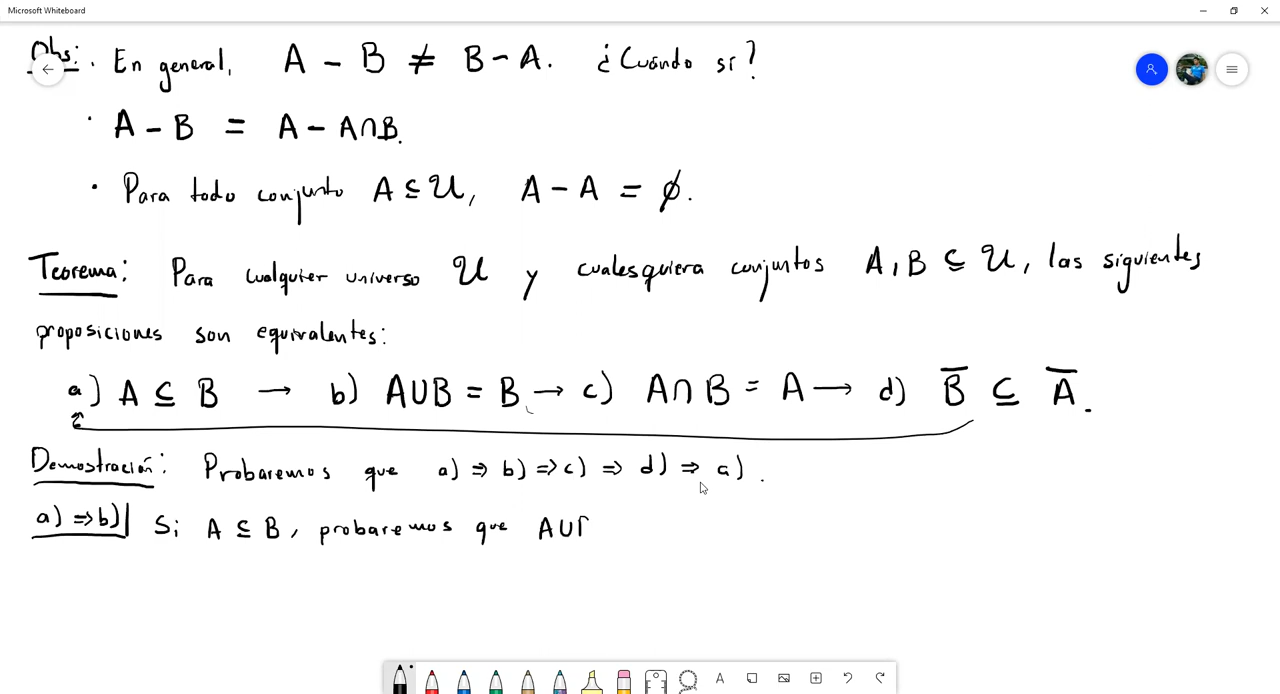 Microsoft Whiteboard
Obs: · En general, A - B ≠ B - A. ¿Cuándo sí?
· A - B = A - A∩B.
· Para todo conjunto A ⊆ U, A - A = ∅.
Teorema: Para cualquier universo U y cualesquiera conjuntos A, B ⊆ U, las siguientes
proposiciones son equivalentes:
a) A ⊆ B → b) A∪B = B → c) A∩B = A → d) B̅ ⊆ A̅.
Demostración: Probaremos que a) ⇒ b) ⇒ c) ⇒ d) ⇒ a).
a) ⇒ b)| Si A ⊆ B, probaremos que A∪